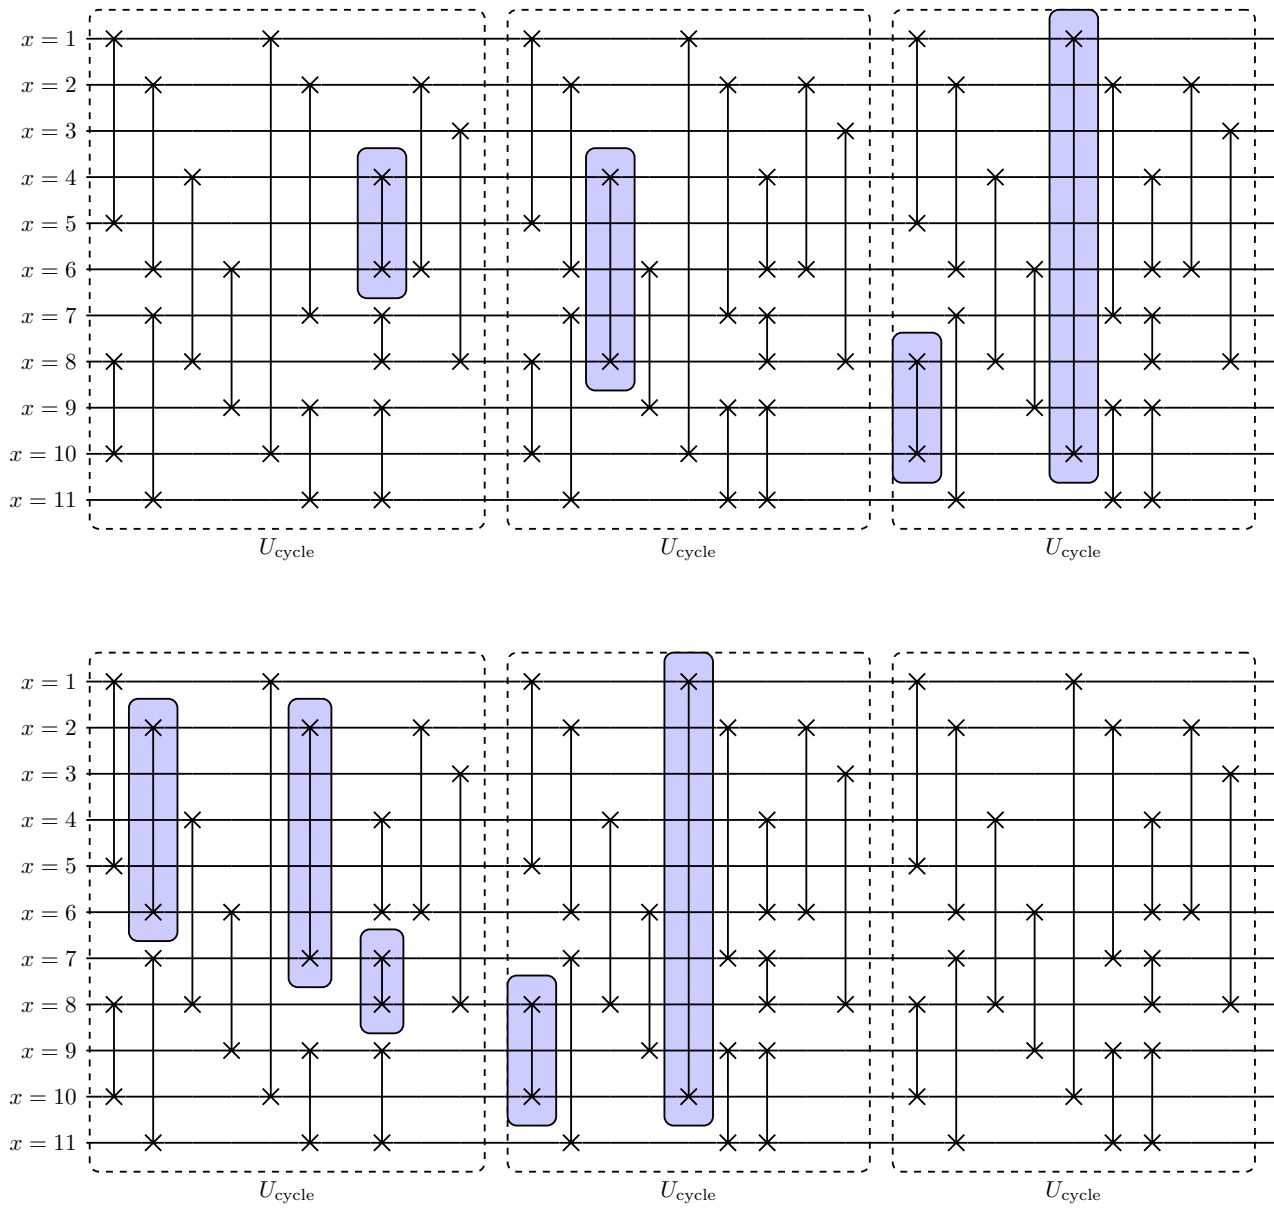 x = 1
x = 2
x = 3
x = 4
x = 5
x = 6
x = 7
x = 8
x = 9
x = 10
x = 11
U_cycle U_cycle U_cycle
x = 1
x = 2
x = 3
x = 4
x = 5
x = 6
x = 7
x = 8
x = 9
x = 10
x = 11
U_cycle U_cycle U_cycle